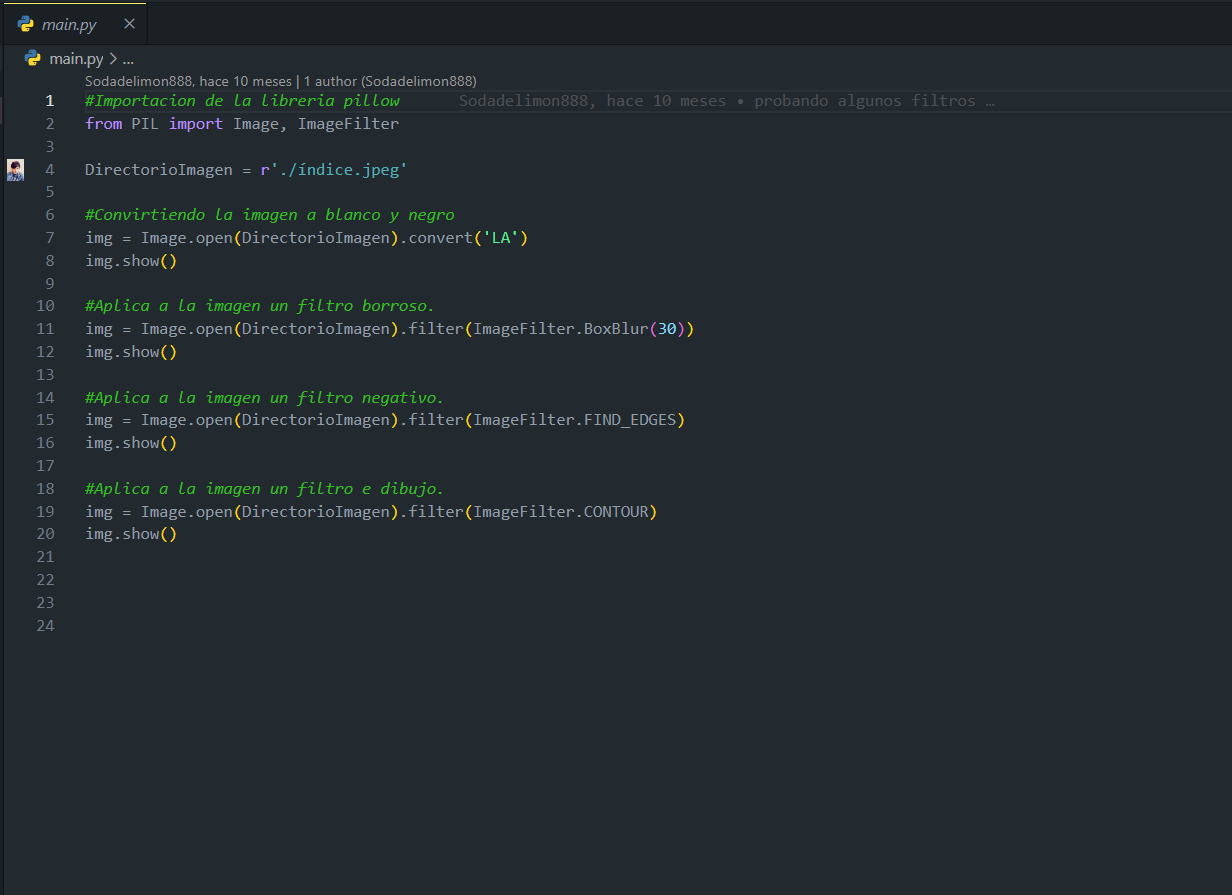 main.py
main.py > ...
Sodadelimon888, hace 10 meses | 1 author (Sodadelimon888)
1 #Importacion de la libreria pillow Sodadelimon888, hace 10 meses • probando algunos filtros …
2 from PIL import Image, ImageFilter
3
4 DirectorioImagen = r'./índice.jpeg'
5
6 #Convirtiendo la imagen a blanco y negro
7 img = Image.open(DirectorioImagen).convert('LA')
8 img.show()
9
10 #Aplica a la imagen un filtro borroso.
11 img = Image.open(DirectorioImagen).filter(ImageFilter.BoxBlur(30))
12 img.show()
13
14 #Aplica a la imagen un filtro negativo.
15 img = Image.open(DirectorioImagen).filter(ImageFilter.FIND_EDGES)
16 img.show()
17
18 #Aplica a la imagen un filtro e dibujo.
19 img = Image.open(DirectorioImagen).filter(ImageFilter.CONTOUR)
20 img.show()
21
22
23
24